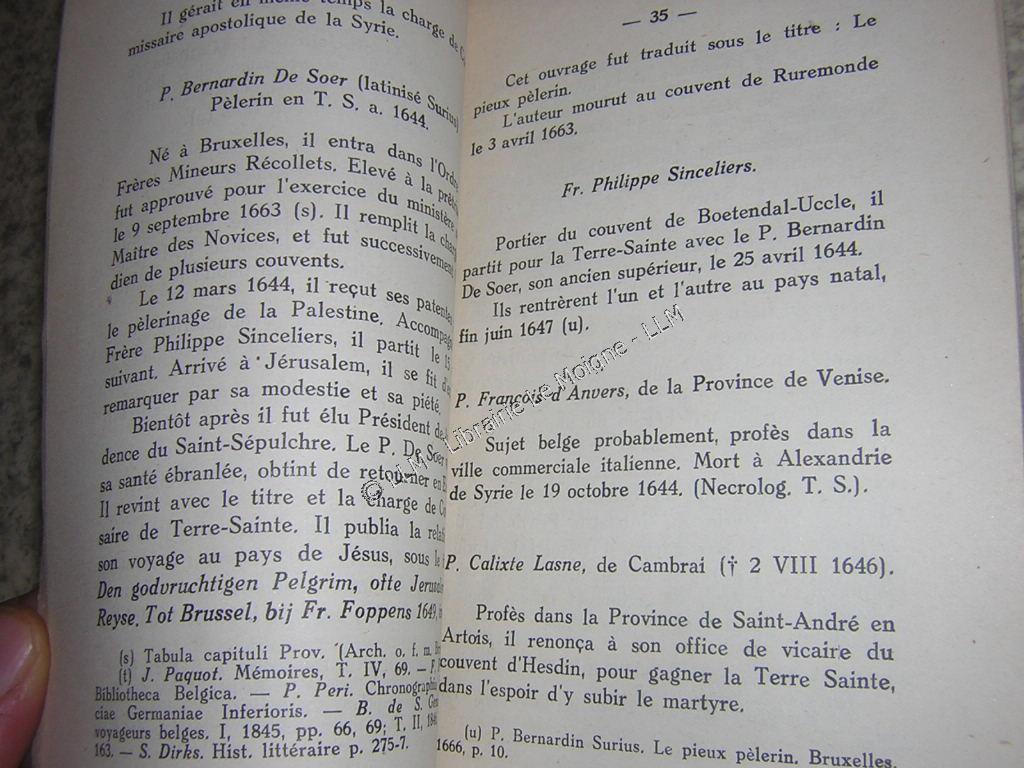 Il gérait en même temps la charge de
missaire apostolique de la Syrie.
P. Bernardin De Soer (latinisé Surius)
Pèlerin en T. S. a. 1644.
Né à Bruxelles, il entra dans l'Ordre
Frères Mineurs Récollets. Elevé à la
fut approuvé pour l'exercice du ministère
le 9 septembre 1663 (s). Il remplit la
Maître des Novices, et fut successivement
dien de plusieurs couvents.
Le 12 mars 1644, il reçut ses
le pèlerinage de la Palestine.
Frère Philippe Sinceliers, il partit le 15
suivant. Arrivé à Jérusalem, il se fit
remarquer par sa modestie et sa piété.
Bientôt après il fut élu Président
dence du Saint-Sépulchre. Le P. De Soer
sa santé ébranlée, obtint de retourner en
Il revint avec le titre et la charge de
saire de Terre-Sainte. Il publia la
son voyage au pays de Jésus, sous
Den godvruchtigen Pelgrim, ofte
Reyse. Tot Brussel, bij Fr. Foppens 1649,
(s) Tabula capituli Prov. (Arch. o. f. m.
(t) J. Paquot. Mémoires, T. IV, 69. —
Bibliotheca Belgica. — P. Peri.
ciae Germaniae Inferioris. — B. de S.
voyageurs belges. I, 1845, pp. 66, 69; T. II,
163. — S. Dirks. Hist. littéraire p. 275-7.
— 35 —
Cet ouvrage fut traduit sous le titre : Le
pieux pèlerin.
L'auteur mourut au couvent de Ruremonde
le 3 avril 1663.
Fr. Philippe Sinceliers.
Portier du couvent de Boetendal-Uccle, il
partit pour la Terre-Sainte avec le P. Bernardin
De Soer, son ancien supérieur, le 25 avril 1644.
Ils rentrèrent l'un et l'autre au pays natal,
fin juin 1647 (u).
P. François d'Anvers, de la Province de Venise.
Sujet belge probablement, profès dans la
ville commerciale italienne. Mort à Alexandrie
de Syrie le 19 octobre 1644. (Necrolog. T. S.).
P. Calixte Lasne, de Cambrai († 2 VIII 1646).
Profès dans la Province de Saint-André en
Artois, il renonça à son office de vicaire du
couvent d'Hesdin, pour gagner la Terre Sainte,
dans l'espoir d'y subir le martyre.
(u) P. Bernardin Surius. Le pieux pèlerin. Bruxelles,
1666, p. 10.
© LLM - Librairie Le Moigne - LLM